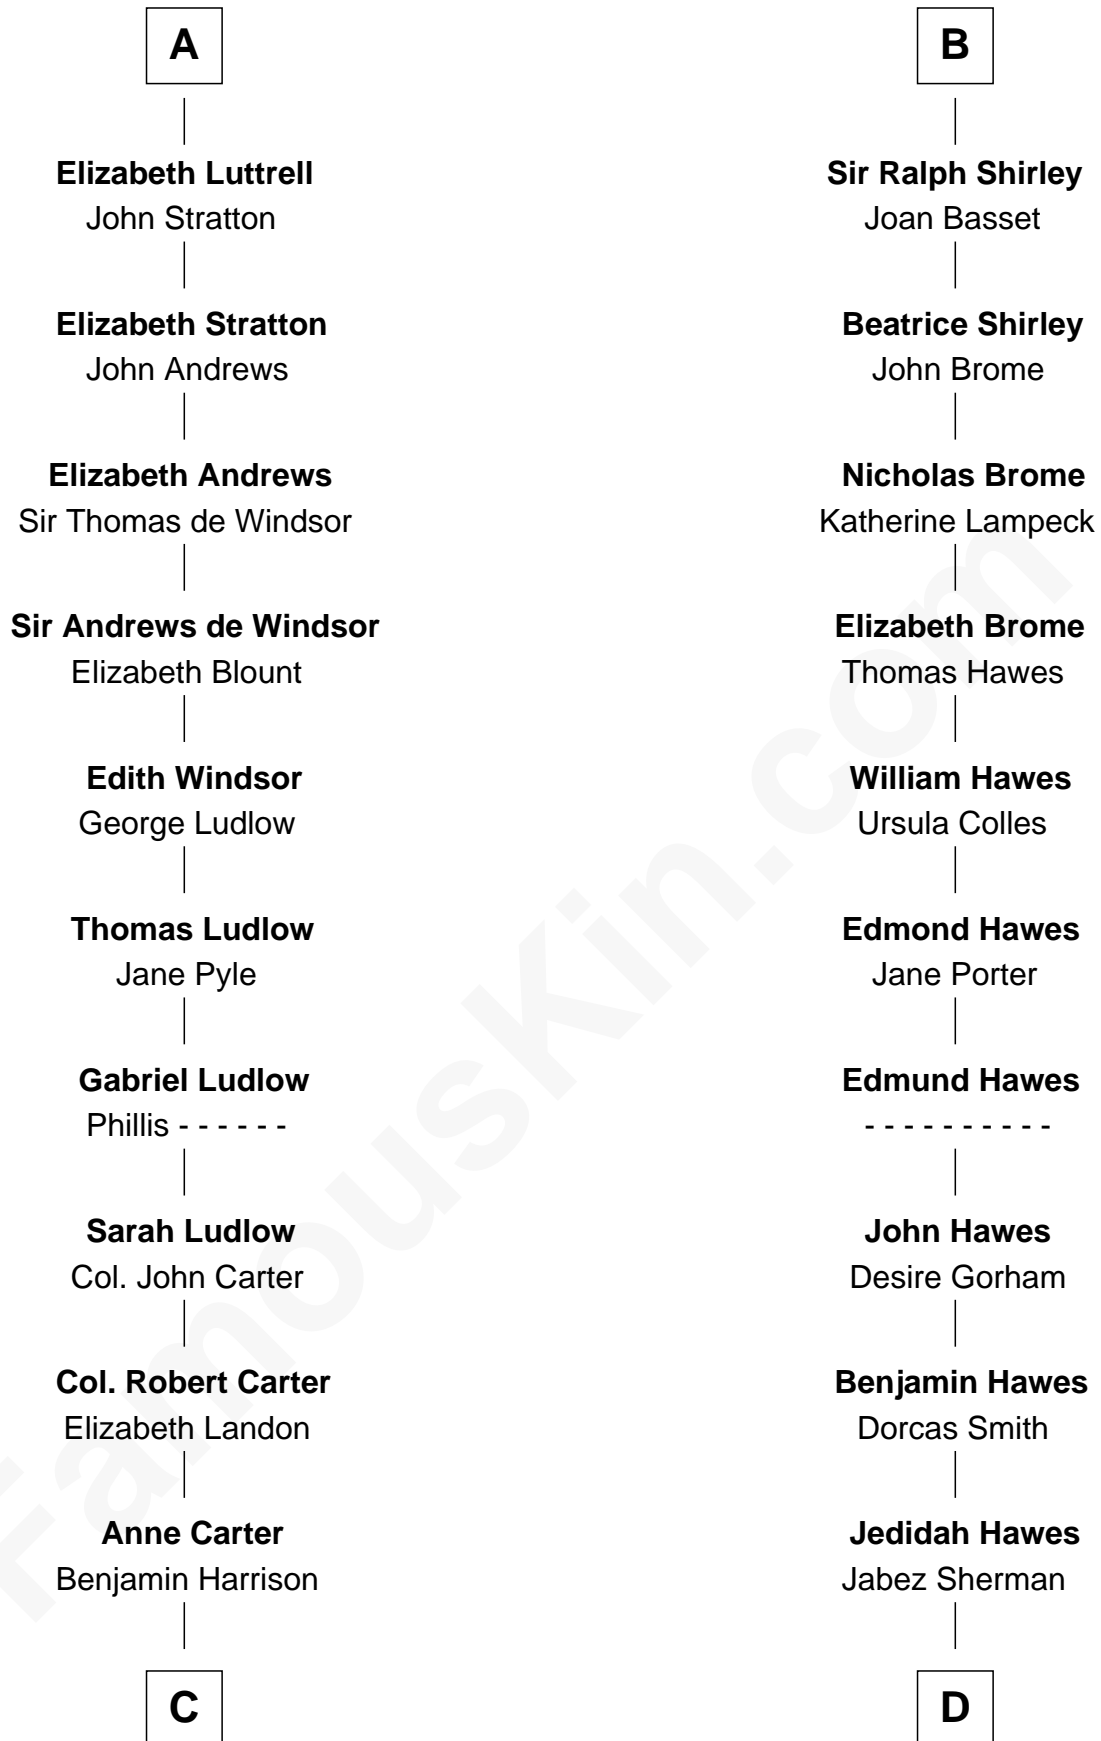 A
Elizabeth Luttrell
John Stratton
Elizabeth Stratton
John Andrews
Elizabeth Andrews
Sir Thomas de Windsor
Sir Andrews de Windsor
Elizabeth Blount
Edith Windsor
George Ludlow
Thomas Ludlow
Jane Pyle
Gabriel Ludlow
Phillis - - - - - -
Sarah Ludlow
Col. John Carter
Col. Robert Carter
Elizabeth Landon
Anne Carter
Benjamin Harrison
C
B
Sir Ralph Shirley
Joan Basset
Beatrice Shirley
John Brome
Nicholas Brome
Katherine Lampeck
Elizabeth Brome
Thomas Hawes
William Hawes
Ursula Colles
Edmond Hawes
Jane Porter
Edmund Hawes
- - - - - - - - - -
John Hawes
Desire Gorham
Benjamin Hawes
Dorcas Smith
Jedidah Hawes
Jabez Sherman
D
FamousKin.com